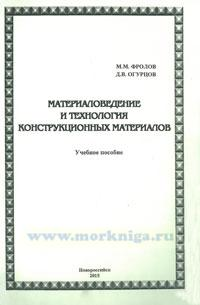 М.М. ФРОЛОВ
Д.В. ОГУРЦОВ
МАТЕРИАЛОВЕДЕНИЕ
И ТЕХНОЛОГИЯ
КОНСТРУКЦИОННЫХ МАТЕРИАЛОВ
Учебное пособие
© www.morkniga.ru
Новороссийск
2015